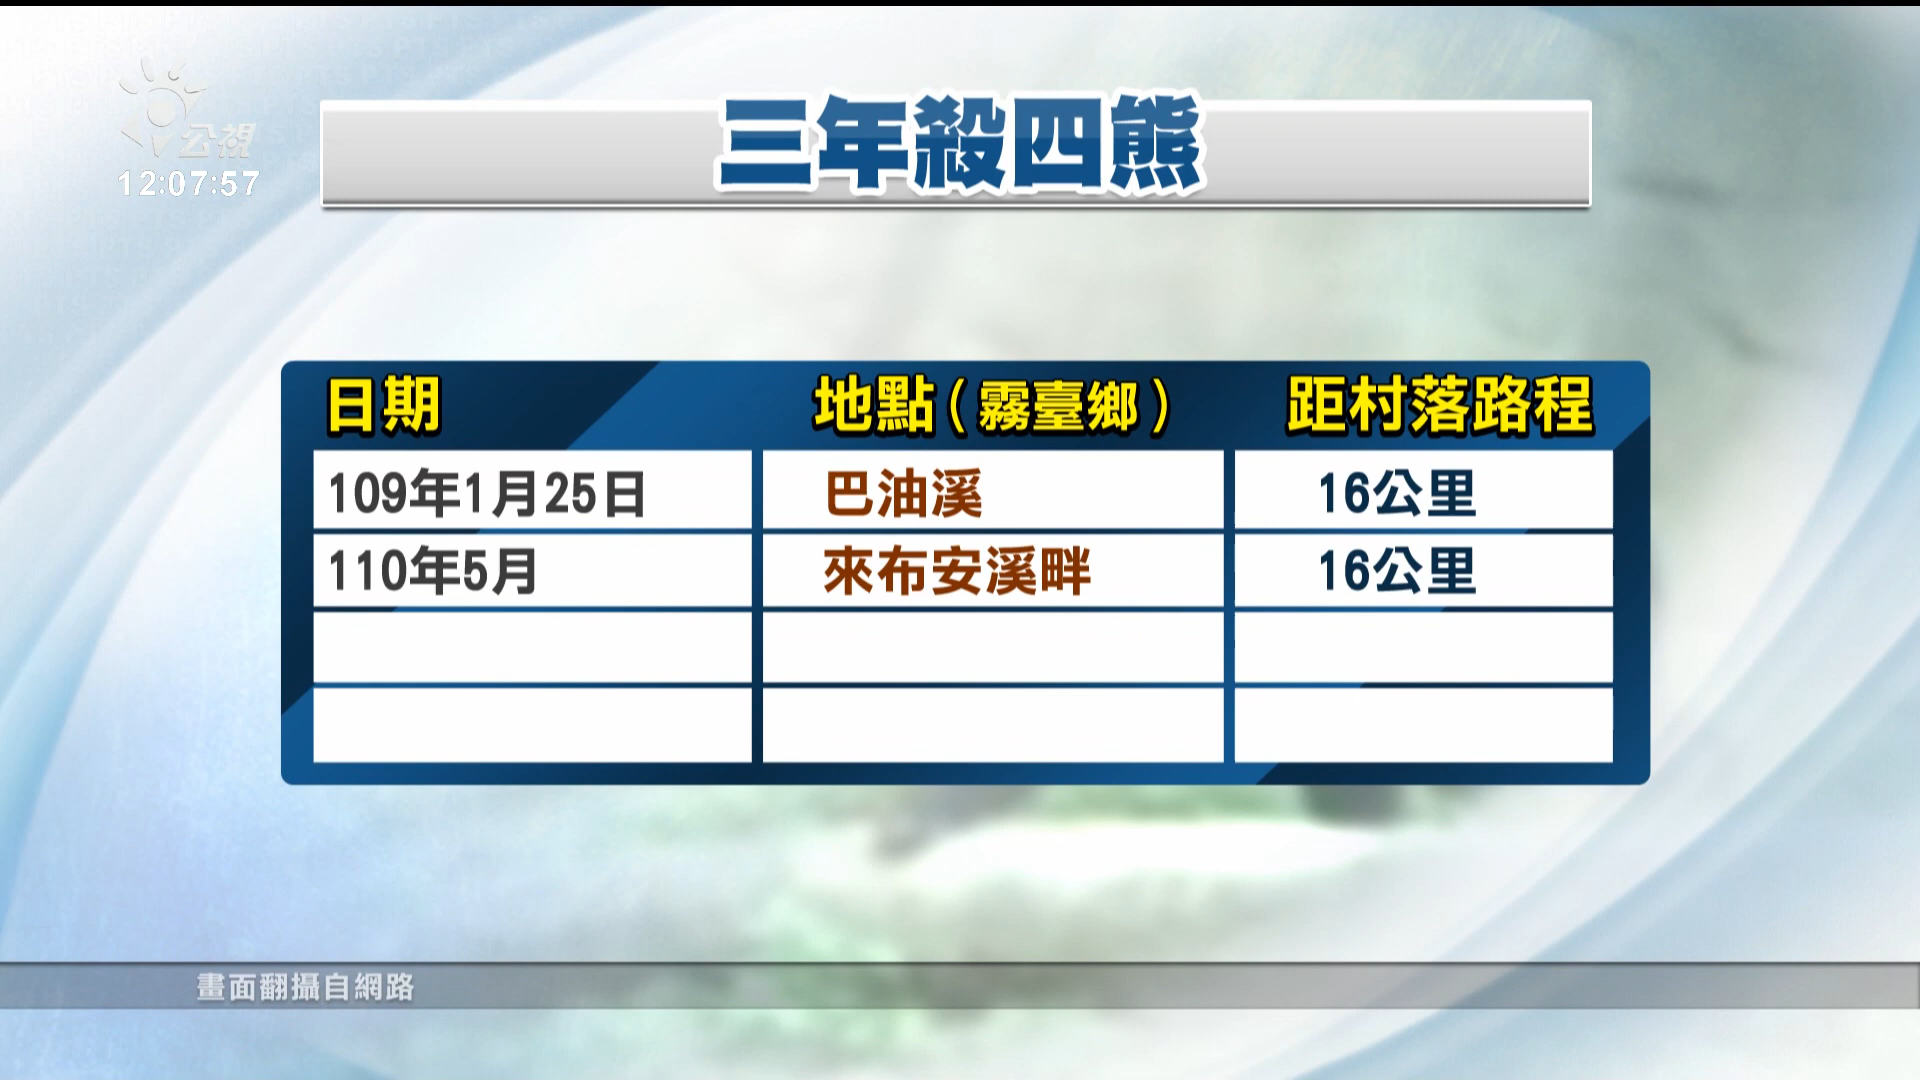 公視
12:07:57
三年殺四熊
日期 地點(霧臺鄉) 距村落路程
109年1月25日 巴油溪 16公里
110年5月 來布安溪畔 16公里
畫面翻攝自網路